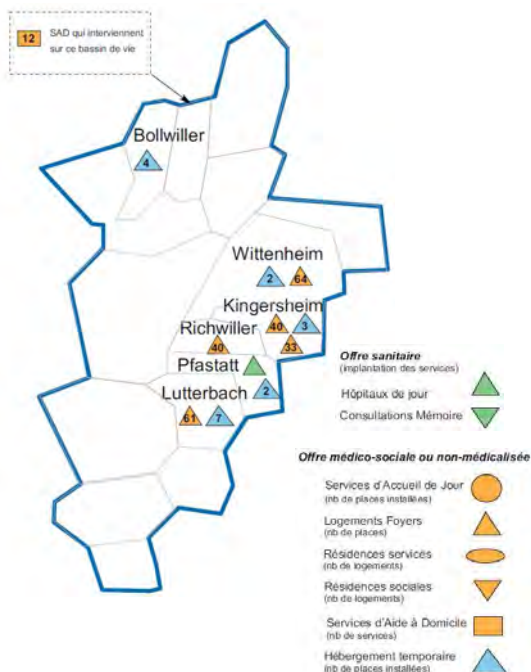 12 SAD qui interviennent
sur ce bassin de vie
Bollwiller
4
Wittenheim
2 64
Kingersheim
40 3
33
Richwiller
40
Pfastatt
2
Lutterbach
61 7
Offre sanitaire
(implantation des services)
Hôpitaux de jour
Consultations Mémoire
Offre médico-sociale ou non-médicalisée
Services d'Accueil de Jour
(nb de places installées)
Logements Foyers
(nb de places)
Résidences services
(nb de logements)
Résidences sociales
(nb de logements)
Services d'Aide à Domicile
(nb de services)
Hébergement temporaire
(nb de places installées)